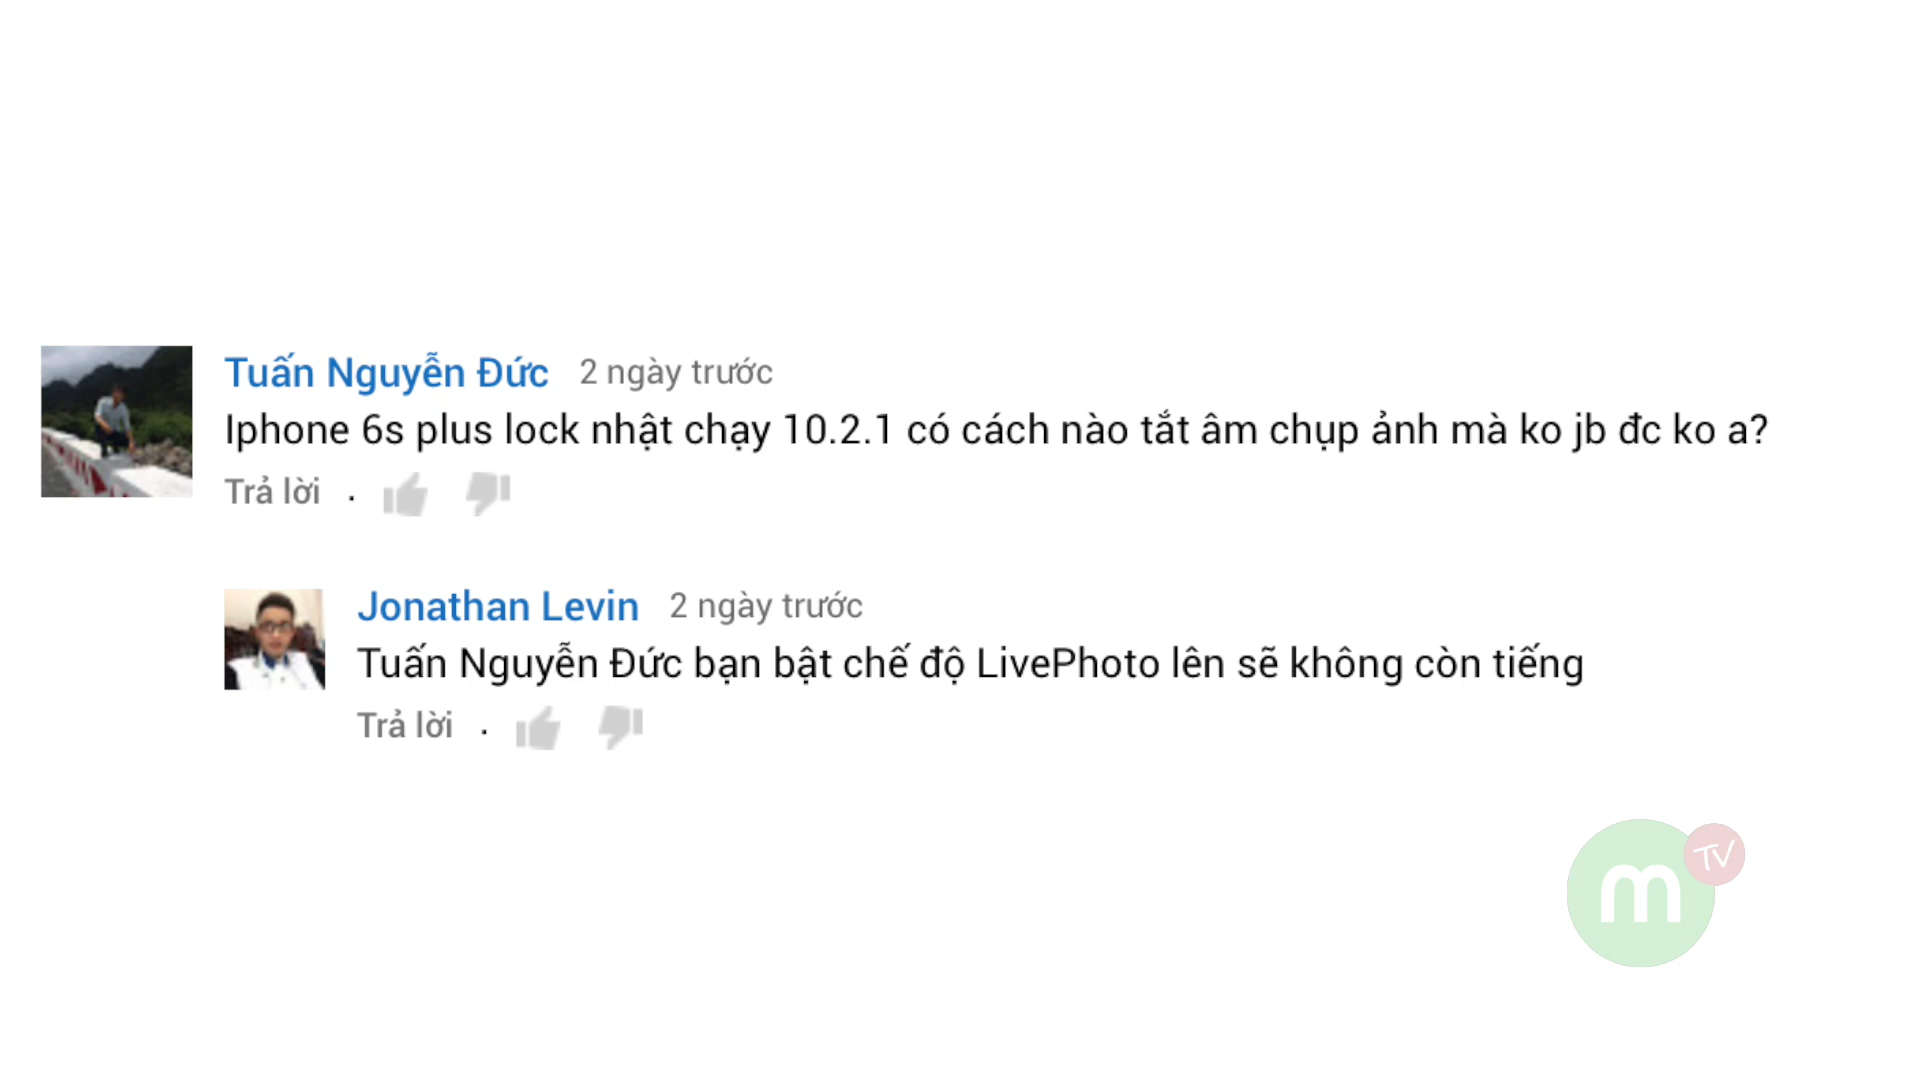 Tuấn Nguyễn Đức 2 ngày trước
Iphone 6s plus lock nhật chạy 10.2.1 có cách nào tắt âm chụp ảnh mà ko jb đc ko a?
Trả lời .
Jonathan Levin 2 ngày trước
Tuấn Nguyễn Đức bạn bật chế độ LivePhoto lên sẽ không còn tiếng
Trả lời .
m TV